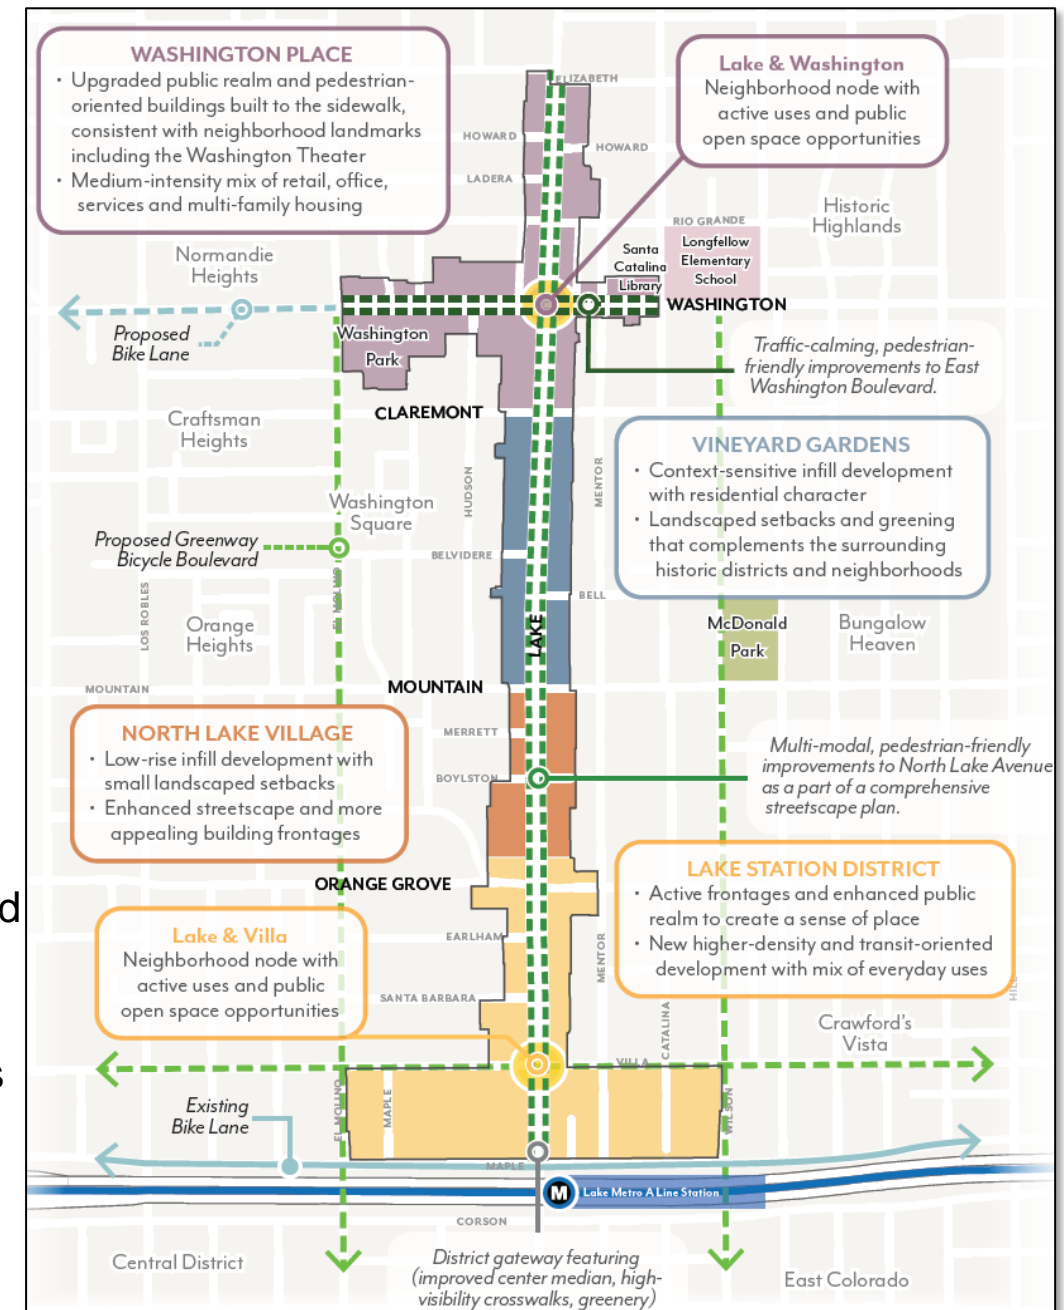 WASHINGTON PLACE
• Upgraded public realm and pedestrian-
oriented buildings built to the sidewalk,
consistent with neighborhood landmarks
including the Washington Theater
• Medium-intensity mix of retail, office,
services and multi-family housing
Lake & Washington
Neighborhood node with
active uses and public
open space opportunities
ELIZABETH
HOWARD
HOWARD
LADERA
RIO GRANDE
Historic
Highlands
Normandie
Heights
Santa
Catalina
Library
Longfellow
Elementary
School
WASHINGTON
Proposed
Bike Lane
Washington
Park
Traffic-calming, pedestrian-
friendly improvements to East
Washington Boulevard.
CLAREMONT
Craftsman
Heights
VINEYARD GARDENS
• Context-sensitive infill development
with residential character
• Landscaped setbacks and greening
that complements the surrounding
historic districts and neighborhoods
HUDSON
MENTOR
Washington
Square
Proposed Greenway
Bicycle Boulevard
BELVIDERE
BELL
LOS ROBLES
EL MOLINO
Orange
Heights
LAKE
McDonald
Park
Bungalow
Heaven
MOUNTAIN
MOUNTAIN
NORTH LAKE VILLAGE
• Low-rise infill development with
small landscaped setbacks
• Enhanced streetscape and more
appealing building frontages
MERRETT
BOYLSTON
Multi-modal, pedestrian-friendly
improvements to North Lake Avenue
as a part of a comprehensive
streetscape plan.
ORANGE GROVE
LAKE STATION DISTRICT
• Active frontages and enhanced public
realm to create a sense of place
• New higher-density and transit-oriented
development with mix of everyday uses
d
Lake & Villa
Neighborhood node with
active uses and public
open space opportunities
EARLHAM
MENTOR
SANTA BARBARA
CATALINA
HILL
Crawford's
Vista
VILLA
s
EL MOLINO
MAPLE
WILSON
Existing
Bike Lane
MAPLE
M
Lake Metro A Line Station
CORSON
Central District
District gateway featuring
(improved center median, high-
visibility crosswalks, greenery)
East Colorado